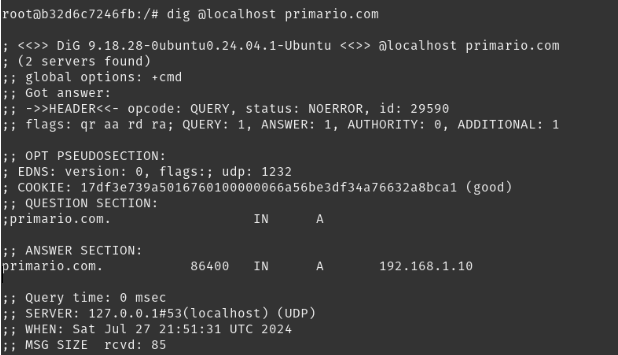 root@b32d6c7246fb:/# dig @localhost primario.com
; <<>> DiG 9.18.28-0ubuntu0.24.04.1-Ubuntu <<>> @localhost primario.com
; (2 servers found)
;; global options: +cmd
;; Got answer:
;; ->>HEADER<<- opcode: QUERY, status: NOERROR, id: 29590
;; flags: qr aa rd ra; QUERY: 1, ANSWER: 1, AUTHORITY: 0, ADDITIONAL: 1
;; OPT PSEUDOSECTION:
; EDNS: version: 0, flags:; udp: 1232
; COOKIE: 17df3e739a5016760100000066a56be3df34a76632a8bca1 (good)
;; QUESTION SECTION:
;primario.com. IN A
;; ANSWER SECTION:
primario.com. 86400 IN A 192.168.1.10
;; Query time: 0 msec
;; SERVER: 127.0.0.1#53(localhost) (UDP)
;; WHEN: Sat Jul 27 21:51:31 UTC 2024
;; MSG SIZE rcvd: 85